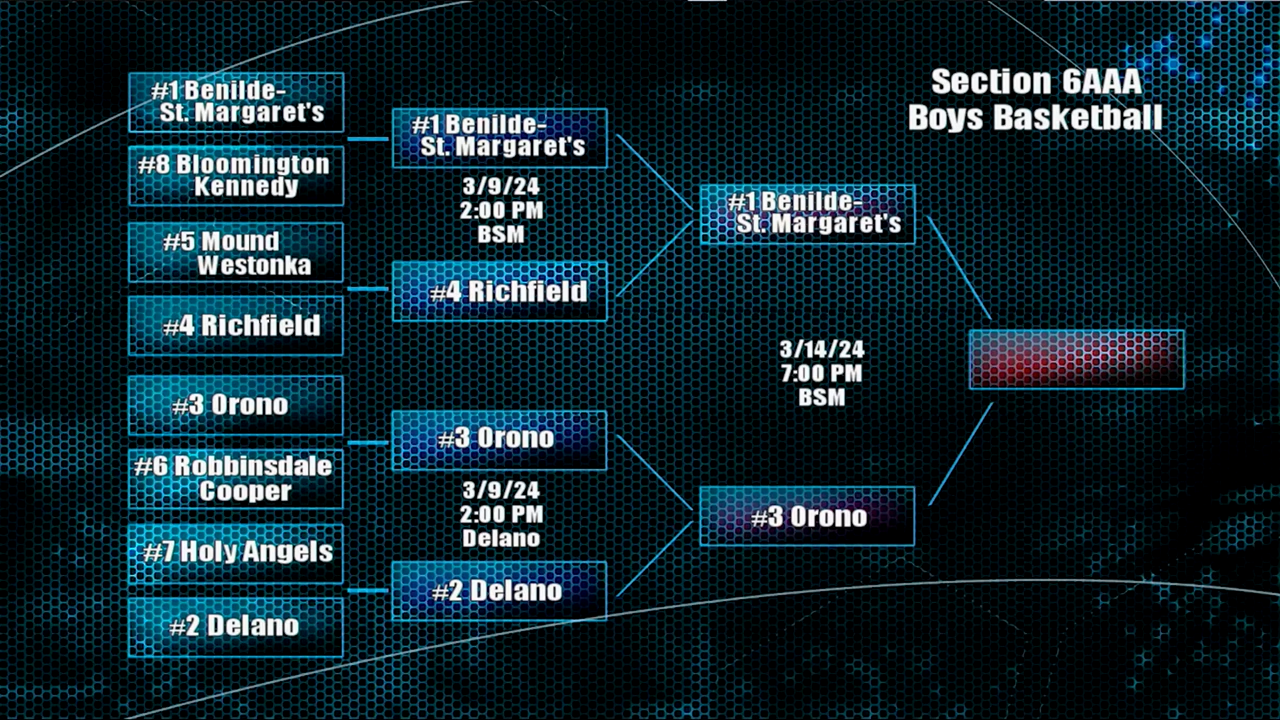 Section 6AAA
Boys Basketball
#1 Benilde-
St. Margaret's
#8 Bloomington
Kennedy
#5 Mound
Westonka
#4 Richfield
#3 Orono
#6 Robbinsdale
Cooper
#7 Holy Angels
#2 Delano
#1 Benilde-
St. Margaret's
3/9/24
2:00 PM
BSM
#4 Richfield
#3 Orono
3/9/24
2:00 PM
Delano
#2 Delano
#1 Benilde-
St. Margaret's
3/14/24
7:00 PM
BSM
#3 Orono